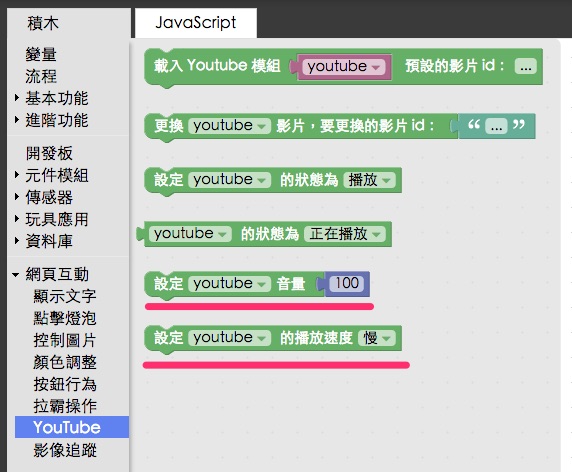 積木
JavaScript
變量
流程
基本功能
進階功能
開發板
元件模組
傳感器
玩具應用
資料庫
網頁互動
顯示文字
點擊燈泡
控制圖片
顏色調整
按鈕行為
拉霸操作
YouTube
影像追蹤
載入 Youtube 模組 youtube 預設的影片 id： ...
更換 youtube 影片，要更換的影片 id： “ ... ”
設定 youtube 的狀態為 播放
youtube 的狀態為 正在播放
設定 youtube 音量 100
設定 youtube 的播放速度 慢